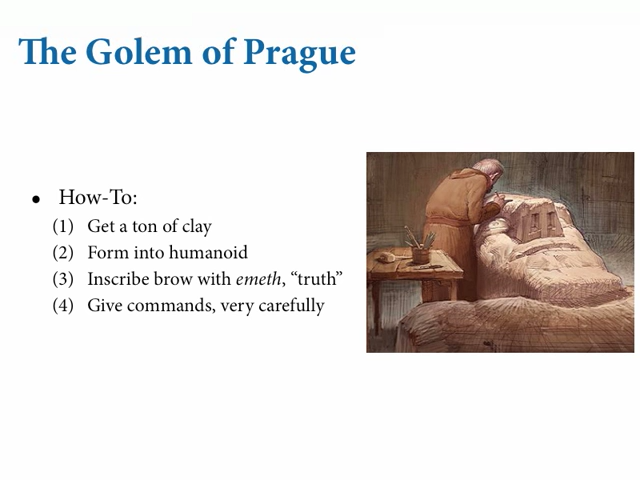 The Golem of Prague
• How-To:
(1) Get a ton of clay
(2) Form into humanoid
(3) Inscribe brow with emeth, “truth”
(4) Give commands, very carefully